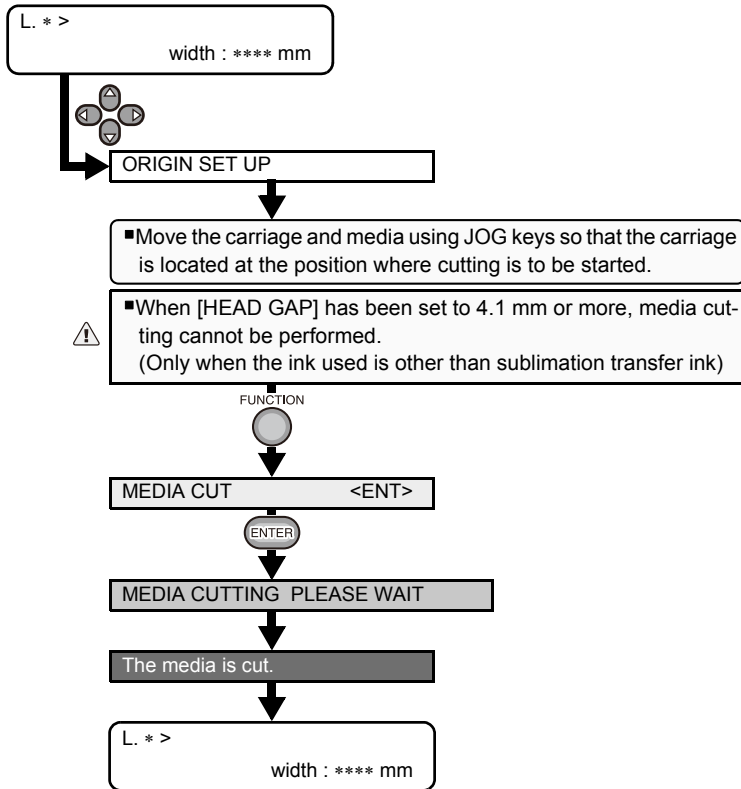 L. * >
width : **** mm
ORIGIN SET UP
■Move the carriage and media using JOG keys so that the carriage
is located at the position where cutting is to be started.
■When [HEAD GAP] has been set to 4.1 mm or more, media cut-
ting cannot be performed.
(Only when the ink used is other than sublimation transfer ink)
FUNCTION
MEDIA CUT <ENT>
ENTER
MEDIA CUTTING PLEASE WAIT
The media is cut.
L. * >
width : **** mm